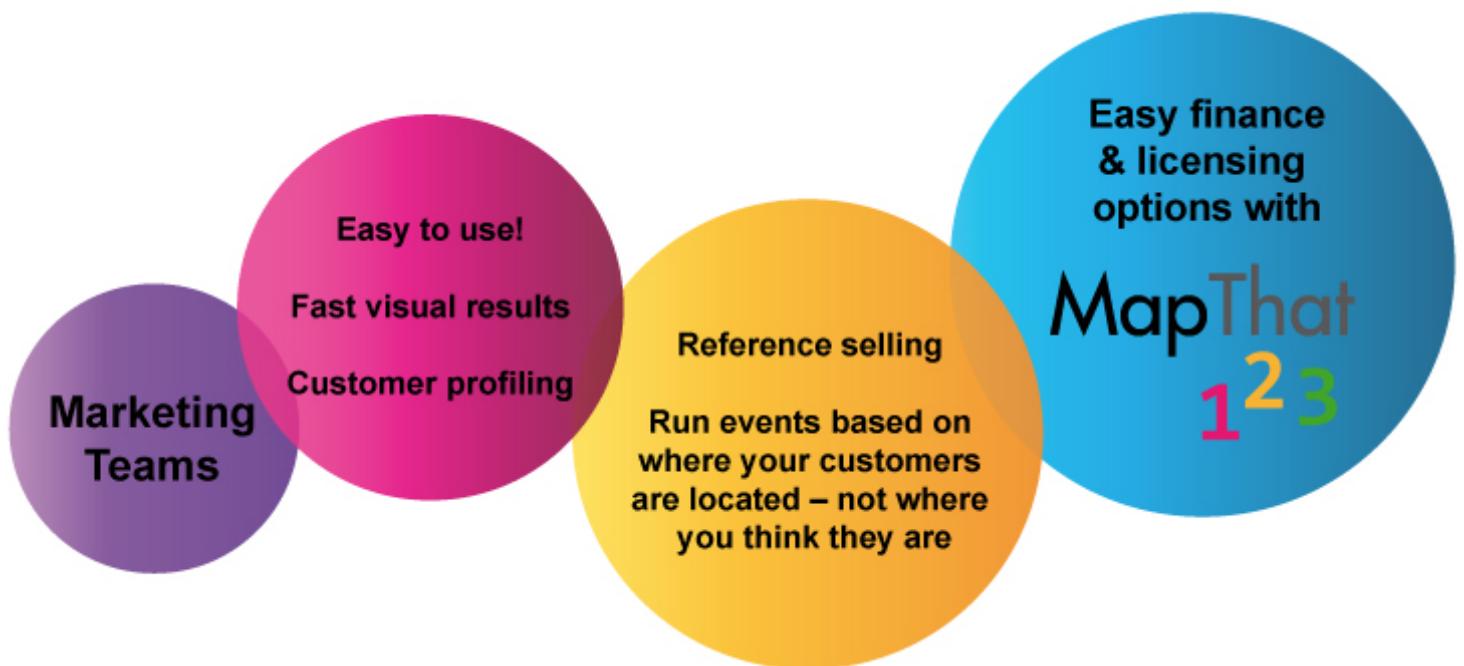 Marketing
Teams
Easy to use!
Fast visual results
Customer profiling
Reference selling
Run events based on
where your customers
are located – not where
you think they are
Easy finance
& licensing
options with
MapThat
123